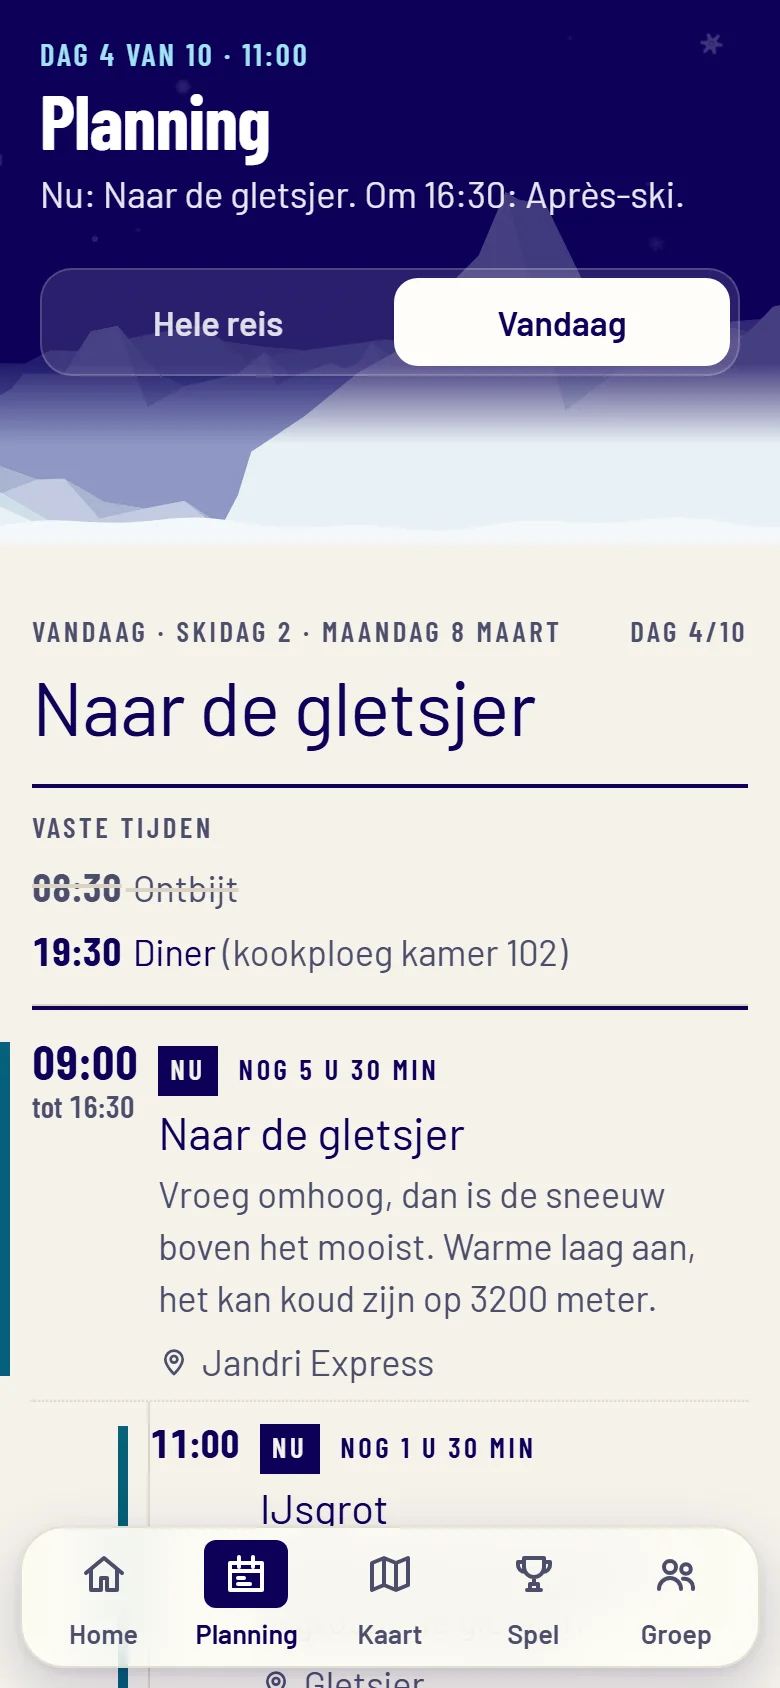 DAG 4 VAN 10 · 11:00
Planning
Nu: Naar de gletsjer. Om 16:30: Après-ski.
Hele reis
Vandaag
VANDAAG · SKIDAG 2 · MAANDAG 8 MAART
DAG 4/10
Naar de gletsjer
VASTE TIJDEN
08:30 Ontbijt
19:30 Diner (kookploeg kamer 102)
09:00 NU NOG 5 U 30 MIN
tot 16:30
Naar de gletsjer
Vroeg omhoog, dan is de sneeuw
boven het mooist. Warme laag aan,
het kan koud zijn op 3200 meter.
Jandri Express
11:00 NU NOG 1 U 30 MIN
IJsgrot
Home
Planning
Kaart
Spel
Groep
Gletsjer